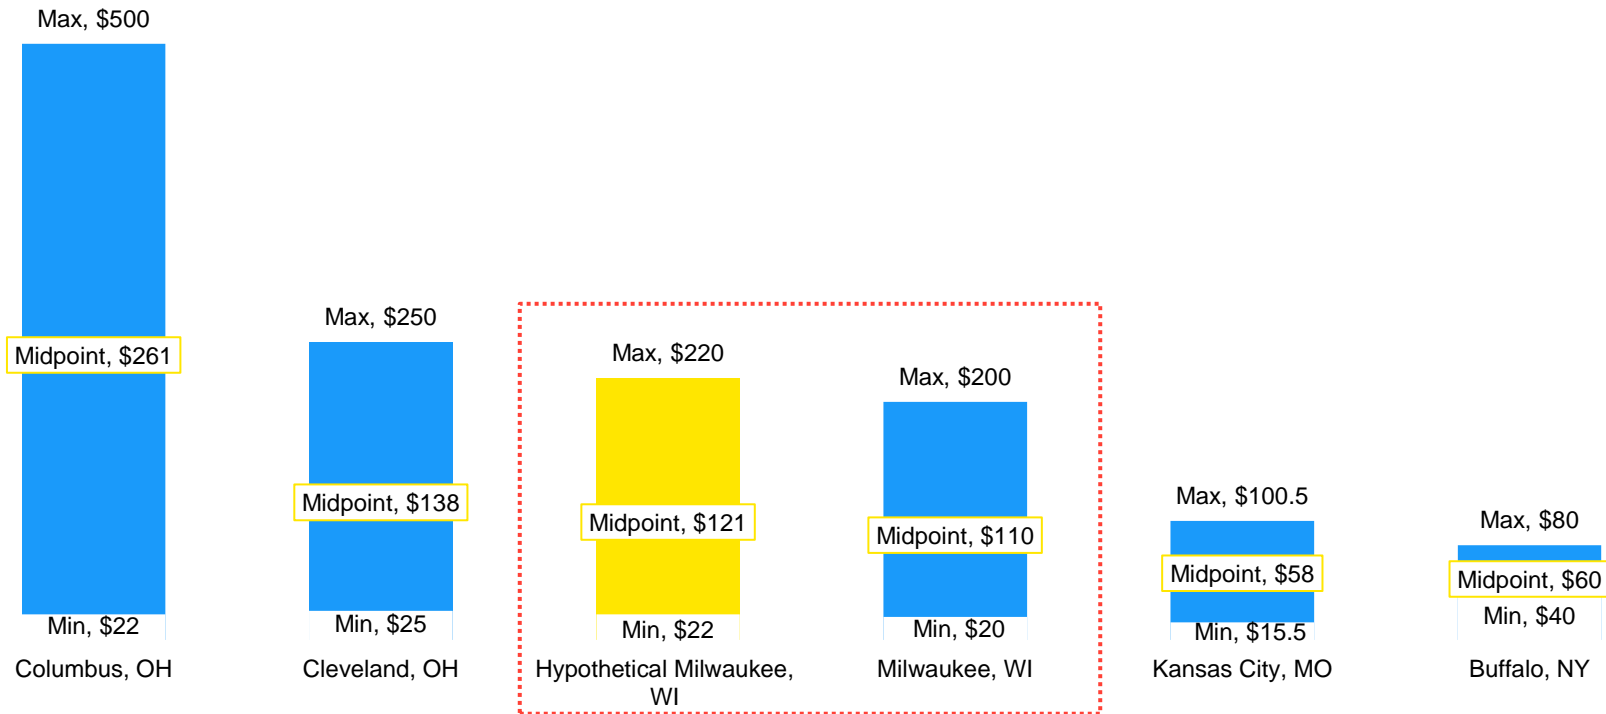 Max, $500
Midpoint, $261
Min, $22
Columbus, OH
Max, $250
Midpoint, $138
Min, $25
Cleveland, OH
Max, $220
Midpoint, $121
Min, $22
Hypothetical Milwaukee,
WI
Max, $200
Midpoint, $110
Min, $20
Milwaukee, WI
Max, $100.5
Midpoint, $58
Min, $15.5
Kansas City, MO
Max, $80
Midpoint, $60
Min, $40
Buffalo, NY